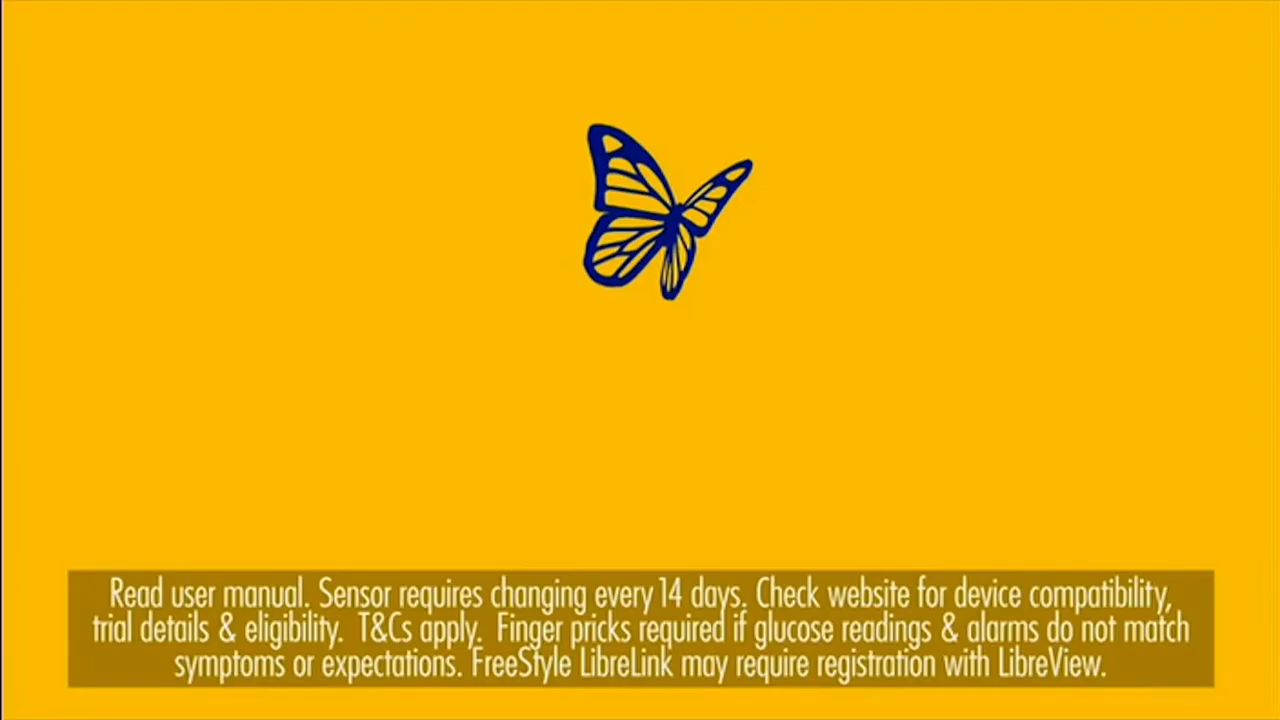 Read user manual. Sensor requires changing every 14 days. Check website for device compatibility,
trial details & eligibility. T&Cs apply. Finger pricks required if glucose readings & alarms do not match
symptoms or expectations. FreeStyle LibreLink may require registration with LibreView.